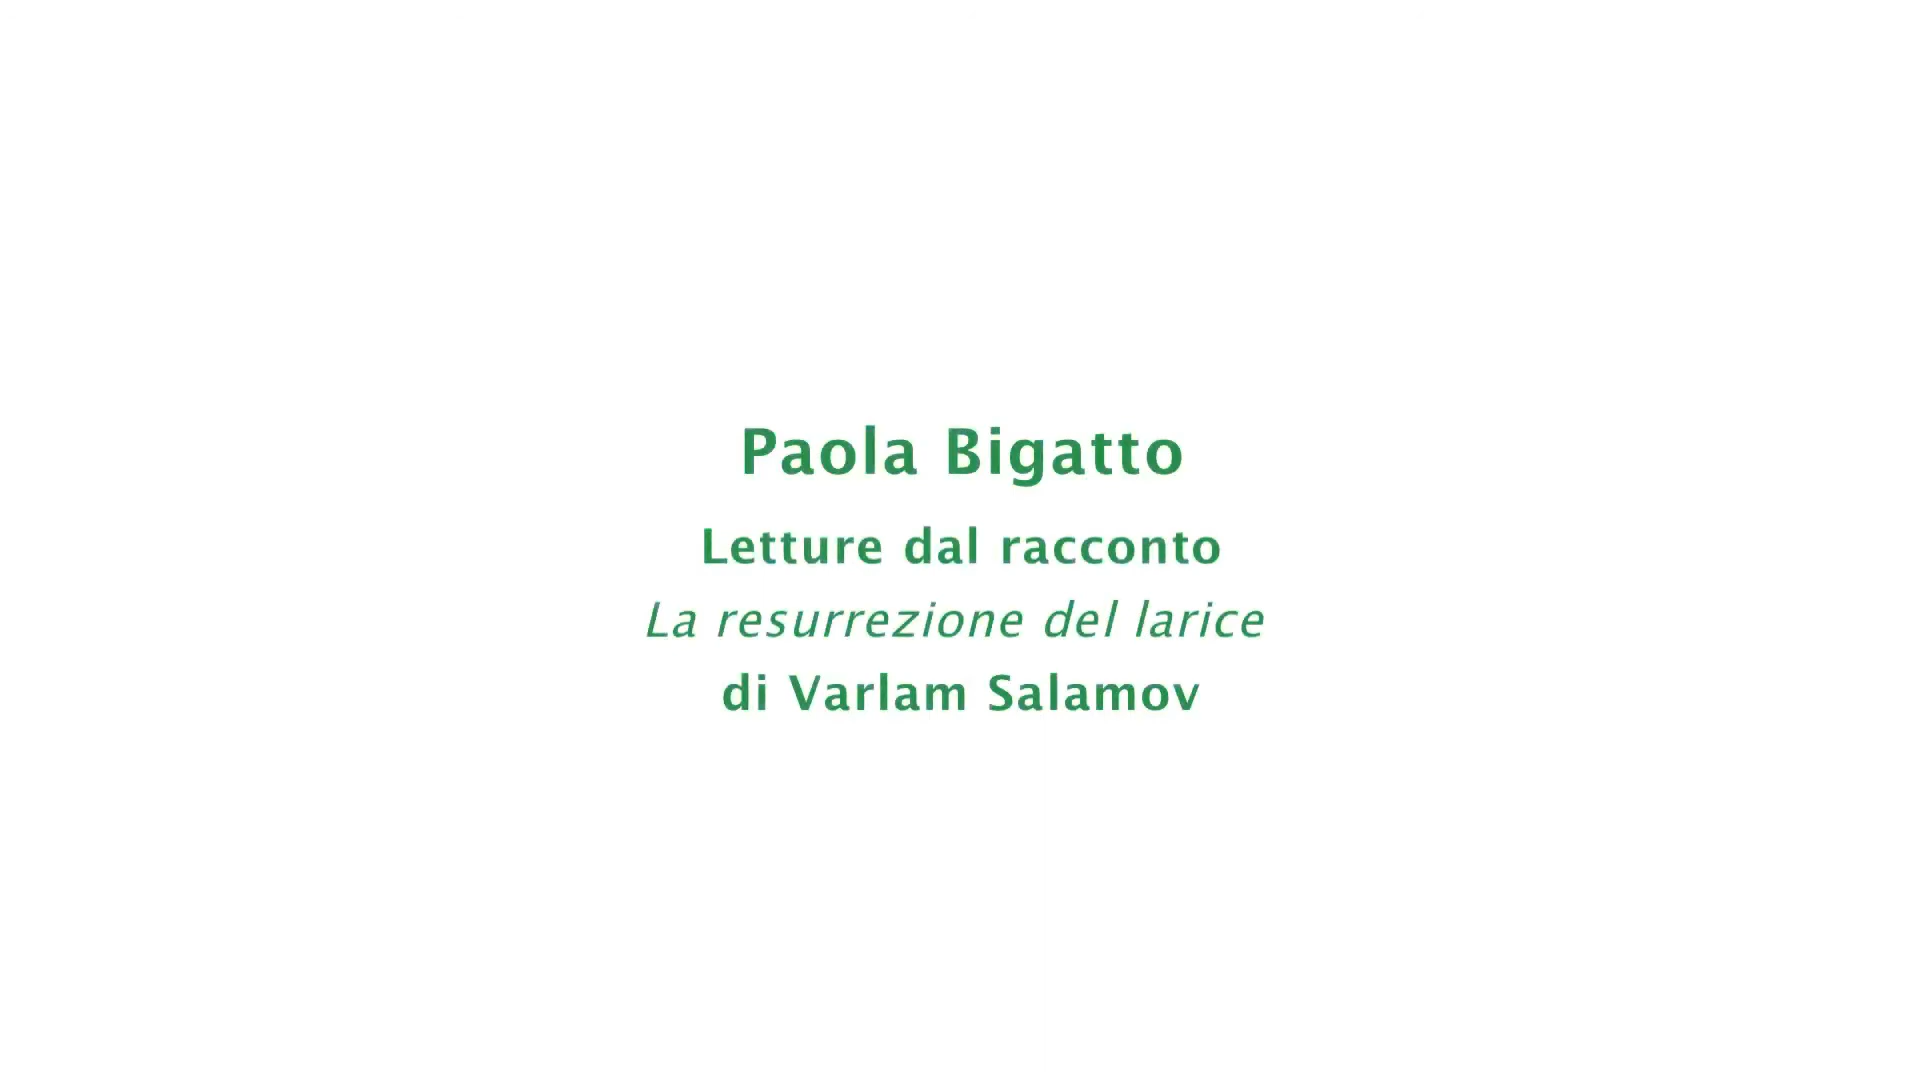 Paola Bigatto
Letture dal racconto
La resurrezione del larice
di Varlam Salamov